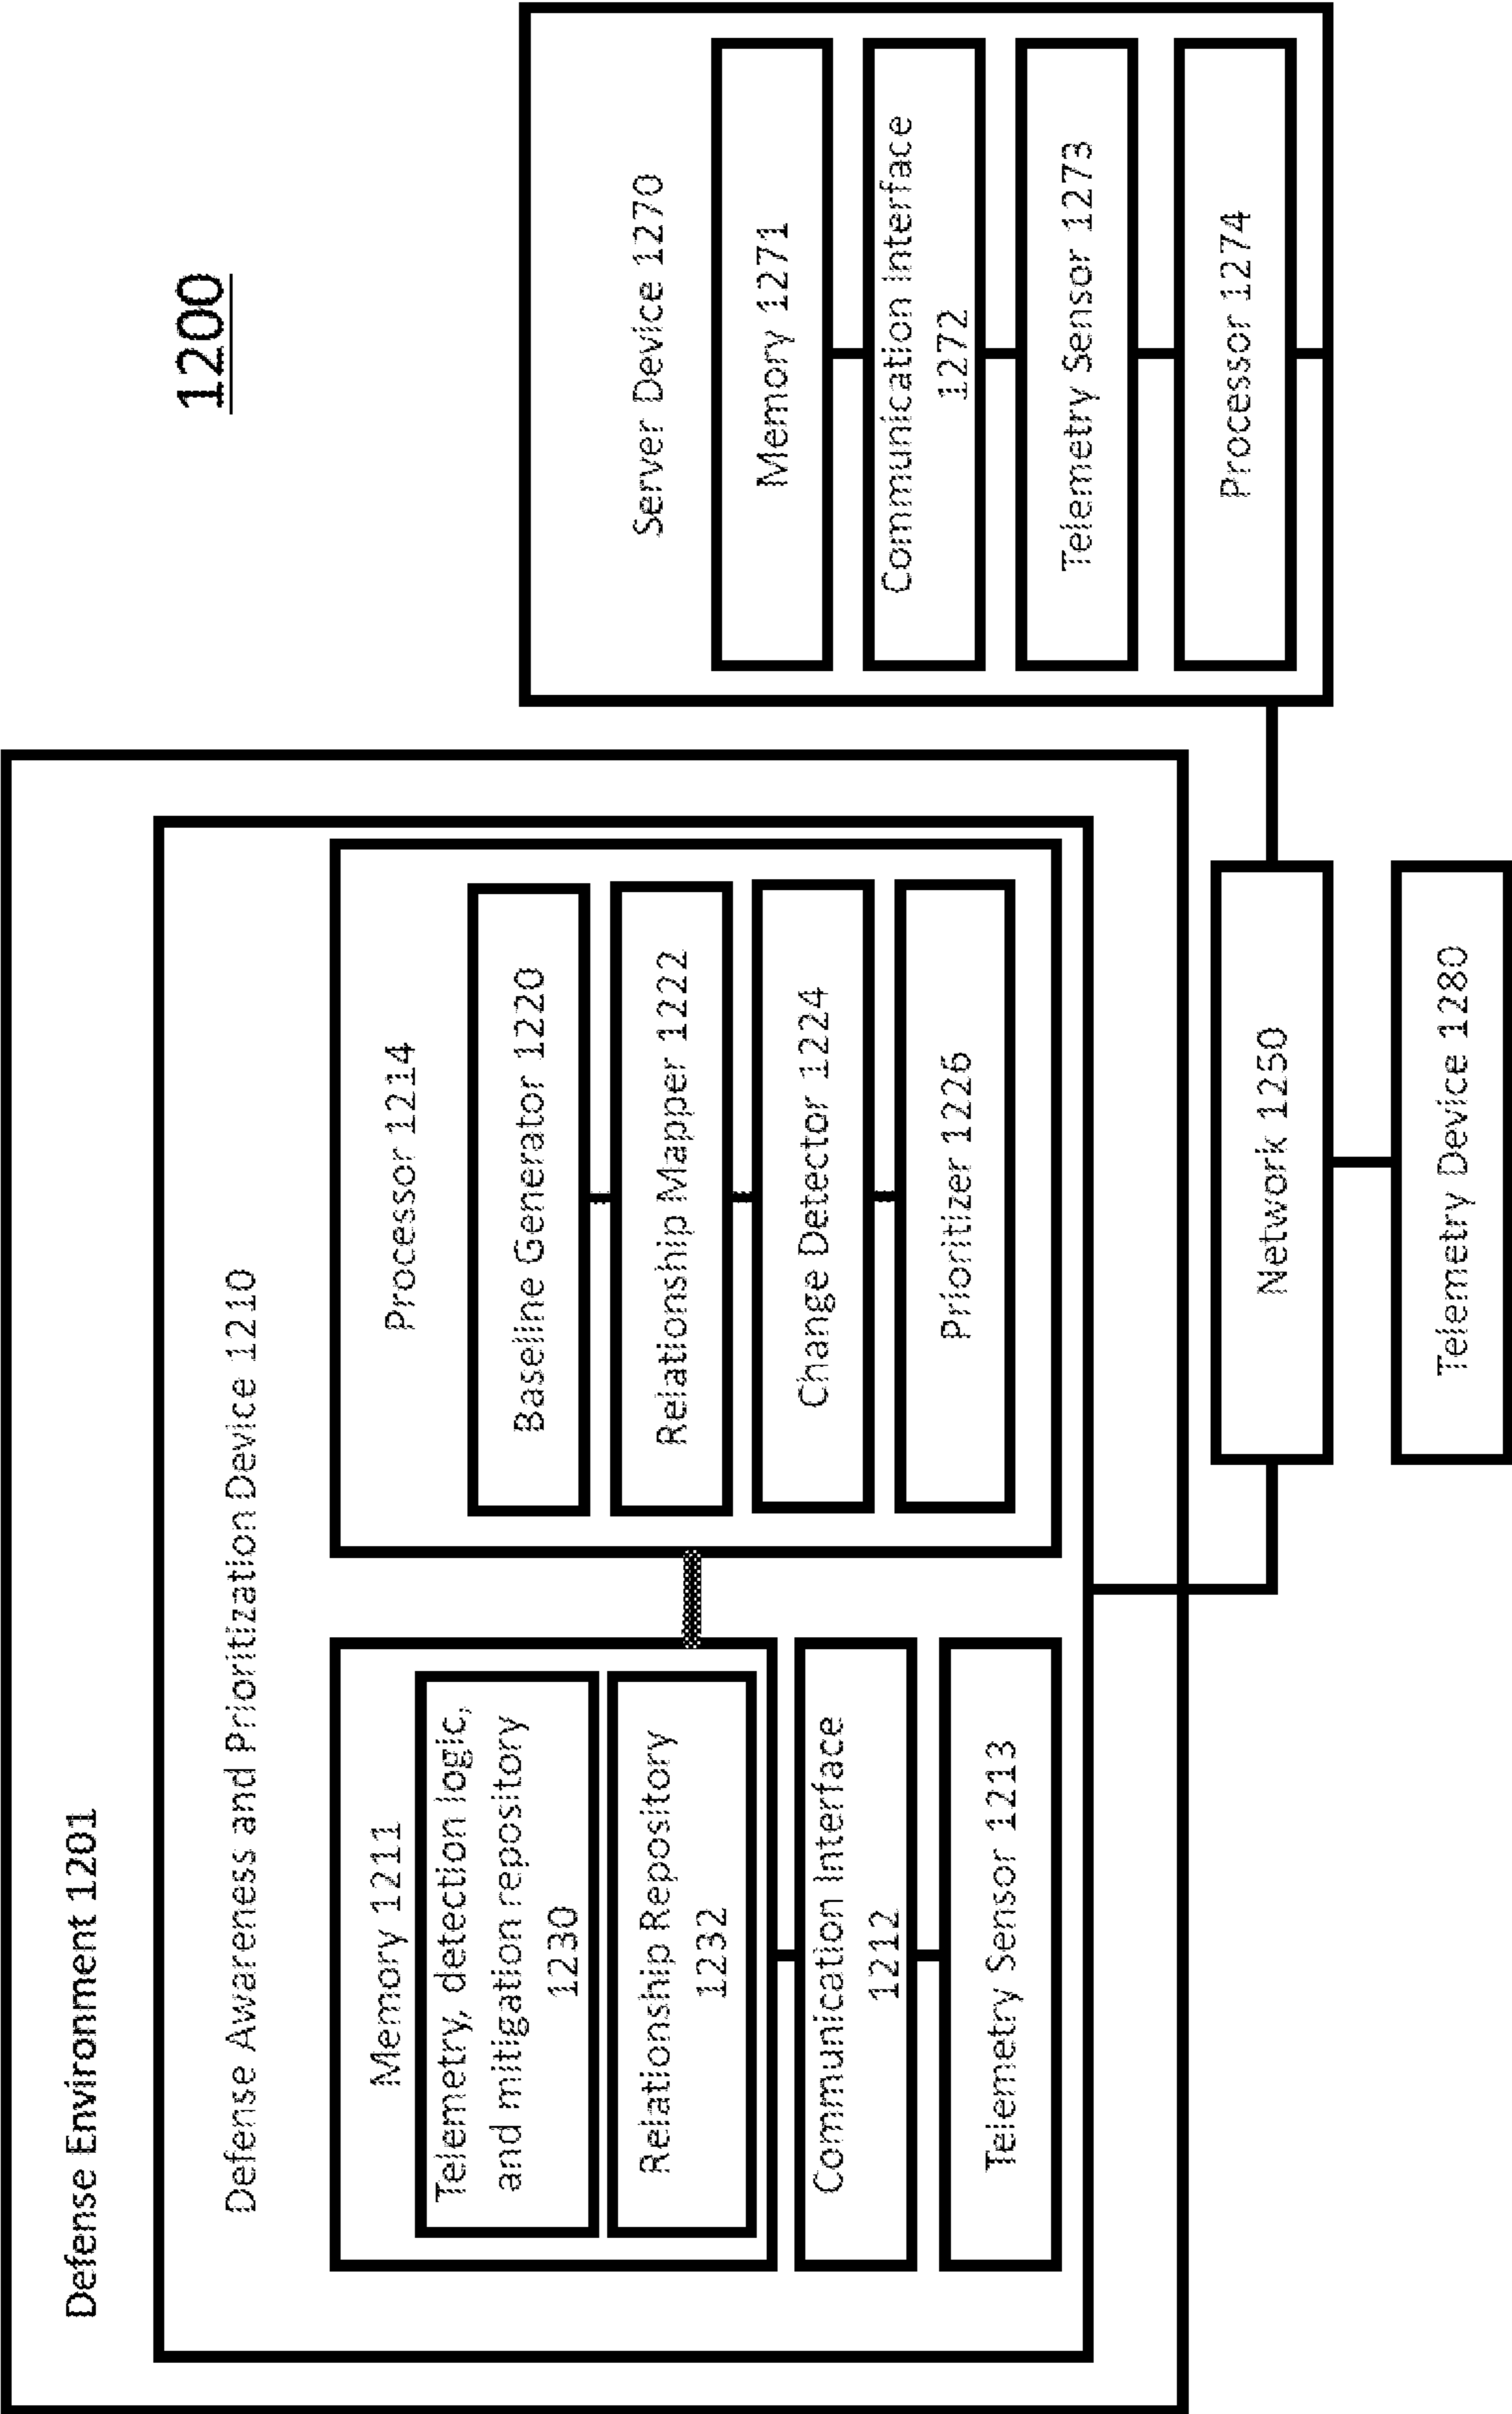 1200
Defense Environment 1201
Defense Awareness and Prioritization Device 1210
Memory 1211
Telemetry, detection logic,
and mitigation repository
1230
Relationship Repository
1232
Communication Interface
1212
Telemetry Sensor 1213
Processor 1214
Baseline Generator 1220
Relationship Mapper 1222
Change Detector 1224
Prioritizer 1226
Server Device 1270
Memory 1271
Communication Interface
1272
Telemetry Sensor 1273
Processor 1274
Network 1250
Telemetry Device 1280